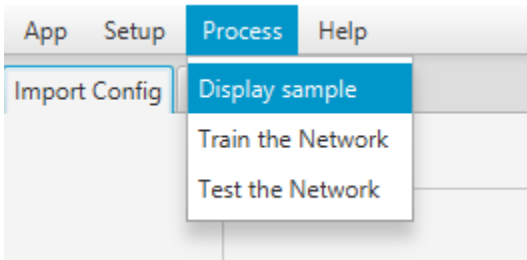 App Setup Process Help
Import Config Display sample
Train the Network
Test the Network